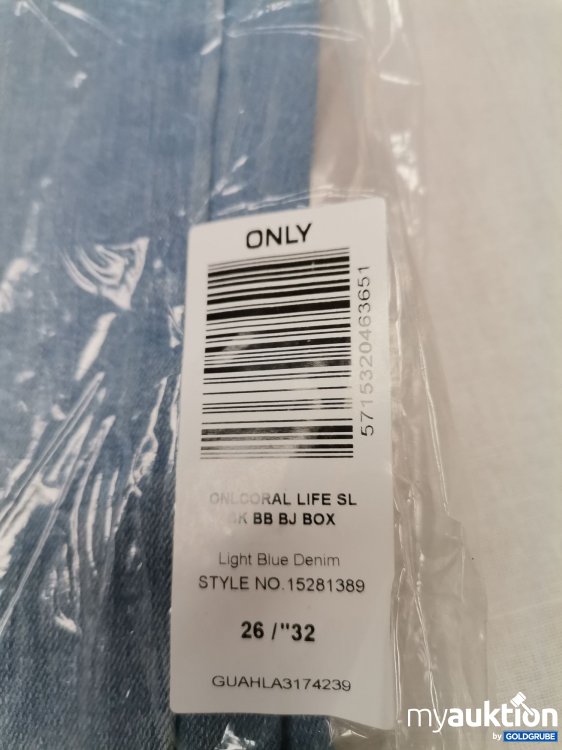 ONLY
5715320463651
ONLCORAL LIFE SL
SK BB BJ BOX
Light Blue Denim
STYLE NO.15281389
26 /"32
GUAHLA3174239
myauktion
by GOLDGRUBE